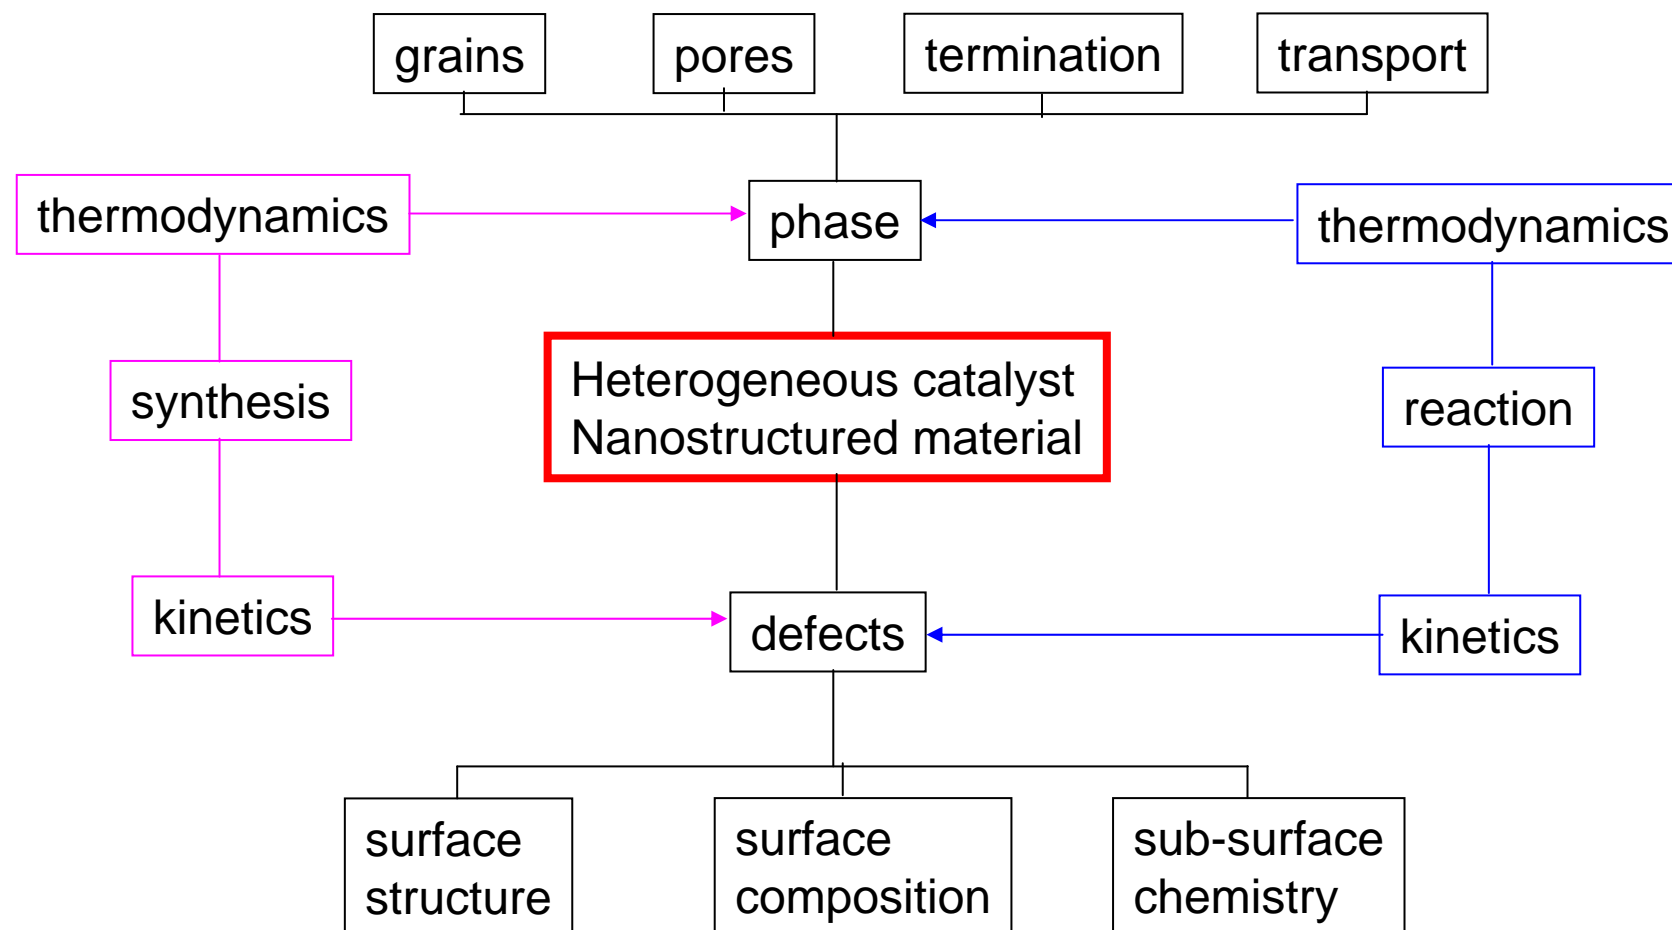 grains
pores
termination
transport
thermodynamics
phase
thermodynamics
Heterogeneous catalyst
Nanostructured material
synthesis
reaction
kinetics
defects
kinetics
surface
structure
surface
composition
sub-surface
chemistry